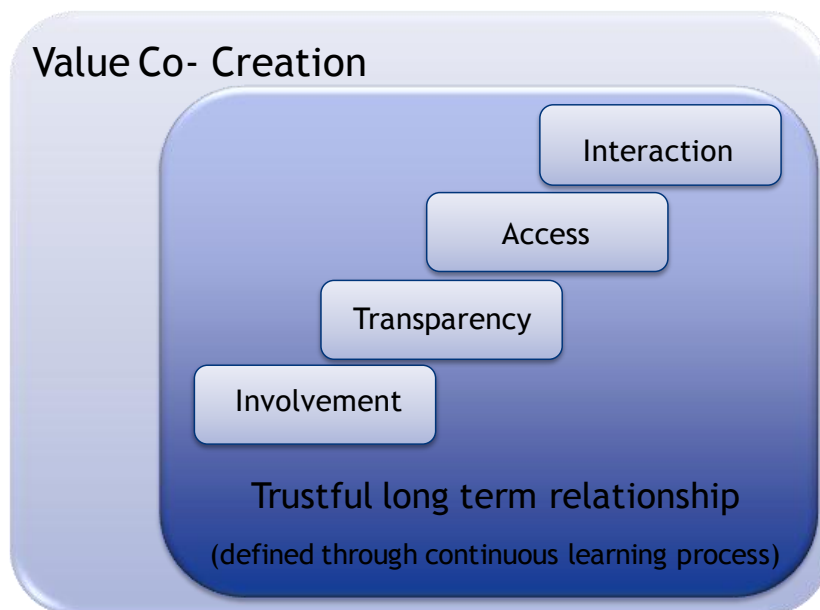 Value Co- Creation
Interaction
Access
Transparency
Involvement
Trustful long term relationship
(defined through continuous learning process)